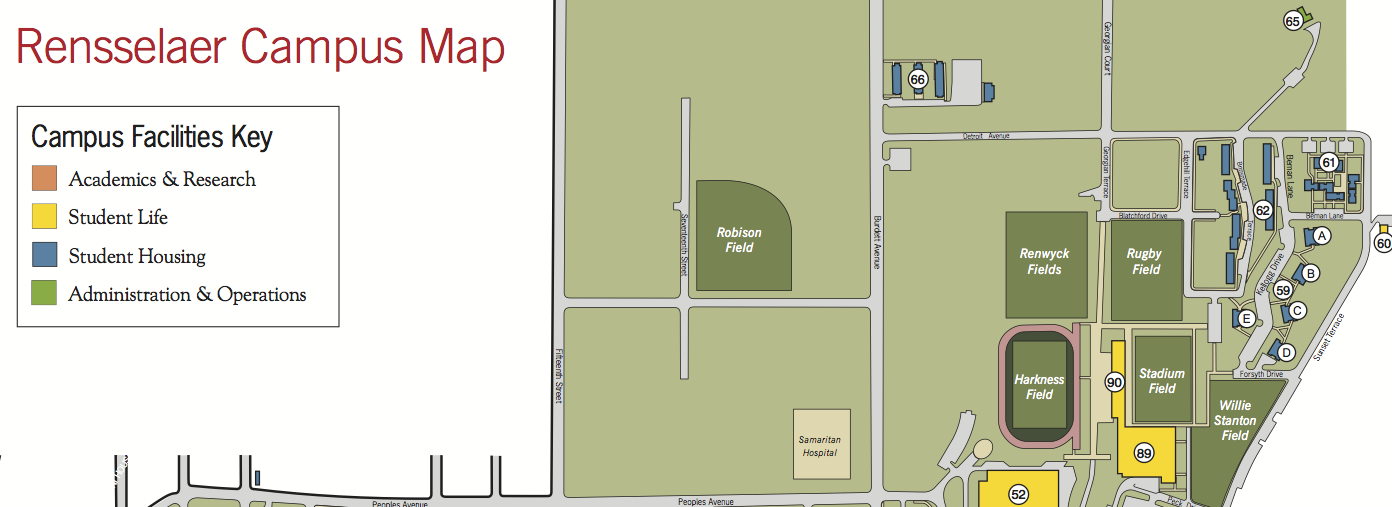 Rensselaer Campus Map
Campus Facilities Key
Academics & Research
Student Life
Student Housing
Administration & Operations
65
66
Georgian Court
Detroit Avenue
Georgian Terrace
Edgehill Terrace
Beman Lane
61
62
Terrace
Blatchford Drive
Beman Lane
60
A
B
59
C
E
D
Kellogg Drive
Sunset Terrace
Forsyth Drive
Robison
Field
Seventeenth Street
Burdett Avenue
Renwyck
Fields
Rugby
Field
Harkness
Field
90
Stadium
Field
Willie
Stanton
Field
Fifteenth Street
Samaritan
Hospital
89
52
Peoples Avenue
Peoples Avenue
Peck